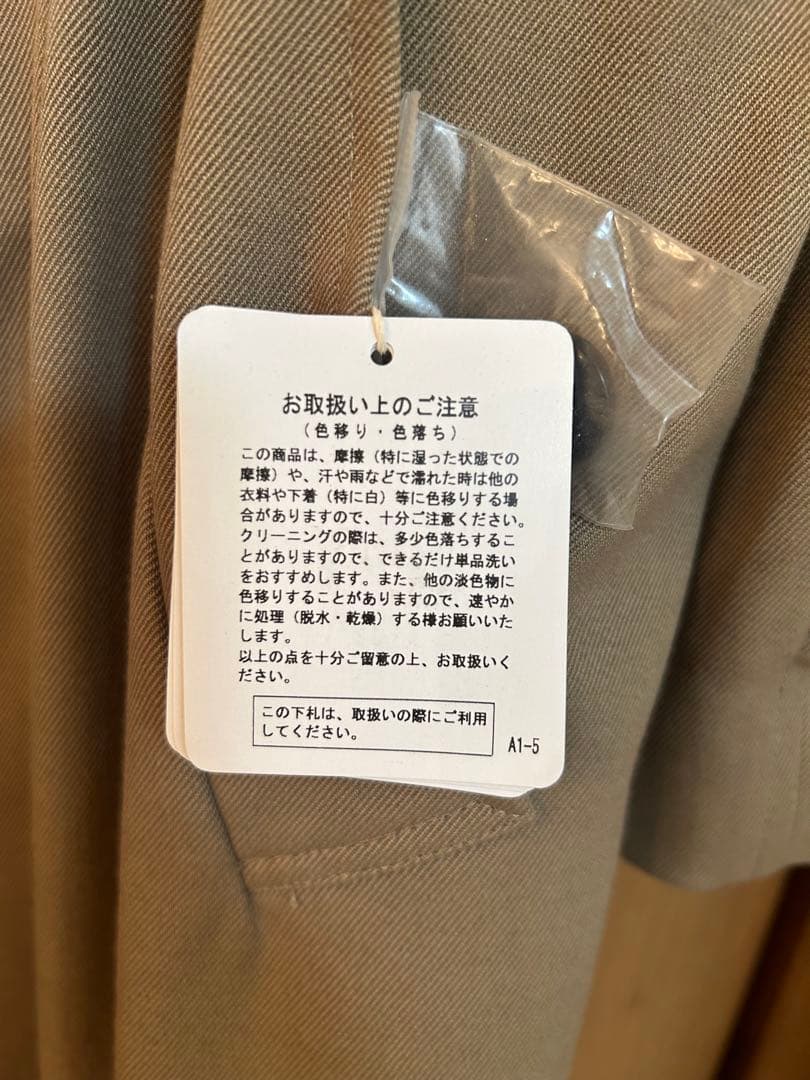 お取扱い上のご注意
(色移り・色落ち)
この商品は、摩擦（特に湿った状態での
摩擦）や、汗や雨などで濡れた時は他の
衣料や下着（特に白）等に色移りする場
合がありますので、十分ご注意ください。
クリーニングの際は、多少色落ちするこ
とがありますので、できるだけ単品洗い
をおすすめします。また、他の淡色物に
色移りすることがありますので、速やか
に処理（脱水・乾燥）する様お願いいた
します。
以上の点を十分ご留意の上、お取扱いく
ださい。
この下札は、取扱いの際にご利用
してください。
A1-5